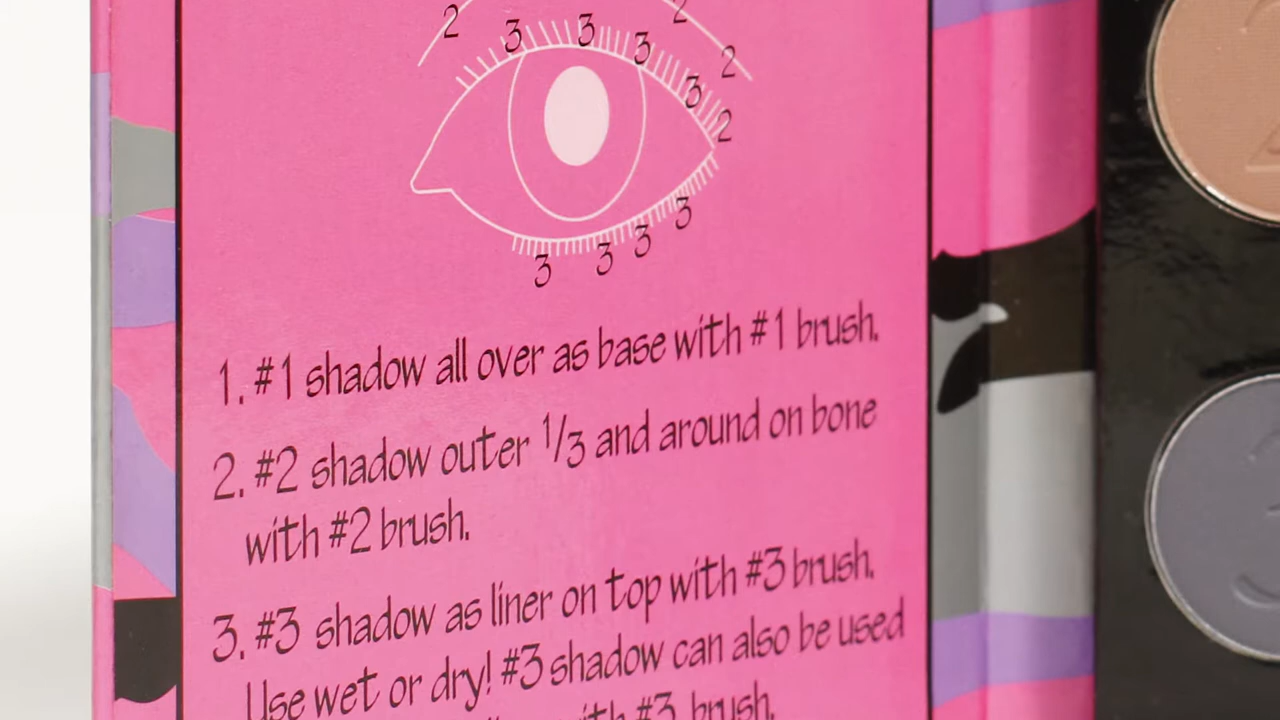 2 2
3 3 3 2
3
2
3
3 3 3
1. #1 shadow all over as base with #1 brush.
2. #2 shadow outer 1/3 and around on bone
with #2 brush.
3. #3 shadow as liner on top with #3 brush.
Use wet or dry! #3 shadow can also be used
with #3 brush.
2
3